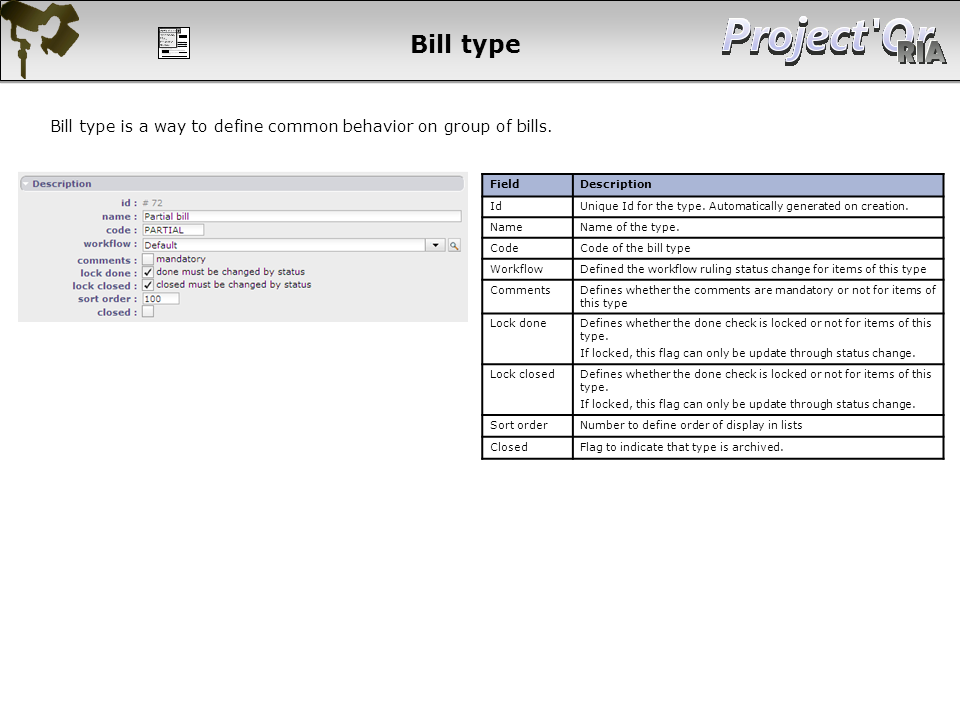 Bill type
Project'Or
RIA
Bill type is a way to define common behavior on group of bills.
Description
id : # 72
name : Partial bill
code : PARTIAL
workflow : Default
comments : mandatory
lock done : done must be changed by status
lock closed : closed must be changed by status
sort order : 100
closed :
Field Description
Id Unique Id for the type. Automatically generated on creation.
Name Name of the type.
Code Code of the bill type
Workflow Defined the workflow ruling status change for items of this type
Comments Defines whether the comments are mandatory or not for items of
this type
Lock done Defines whether the done check is locked or not for items of this
type.
If locked, this flag can only be update through status change.
Lock closed Defines whether the done check is locked or not for items of this
type.
If locked, this flag can only be update through status change.
Sort order Number to define order of display in lists
Closed Flag to indicate that type is archived.